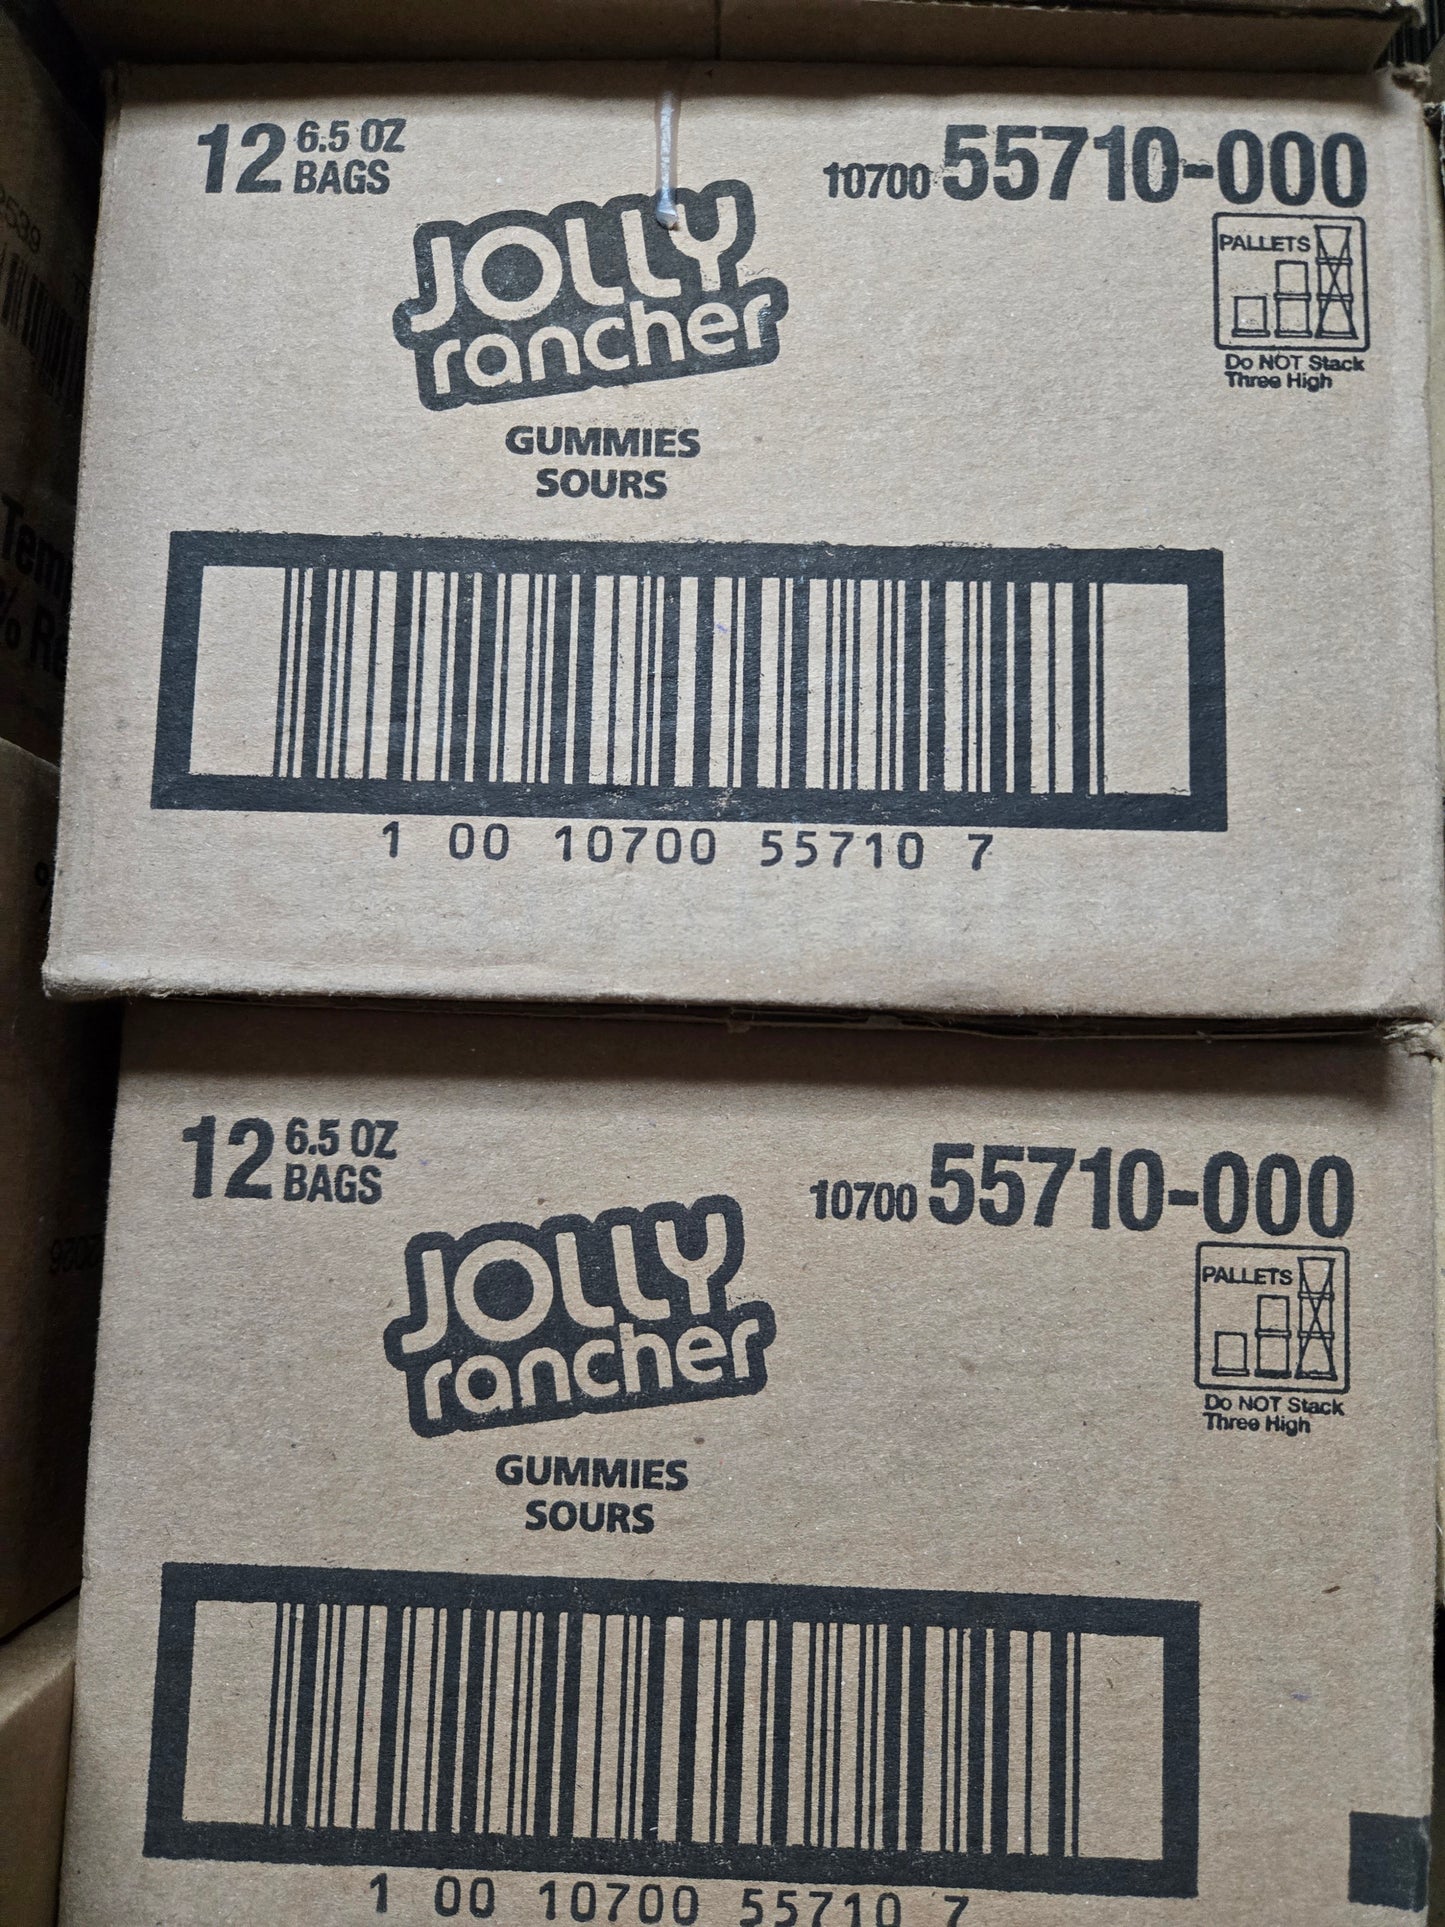 12 6.5 OZ
BAGS
10700 55710-000
JOLLY
rancher
PALLETS
Do NOT Stack
Three High
GUMMIES
SOURS
1 00 10700 55710 7
12 6.5 OZ
BAGS
10700 55710-000
JOLLY
rancher
PALLETS
Do NOT Stack
Three High
GUMMIES
SOURS
1 00 10700 55710 7